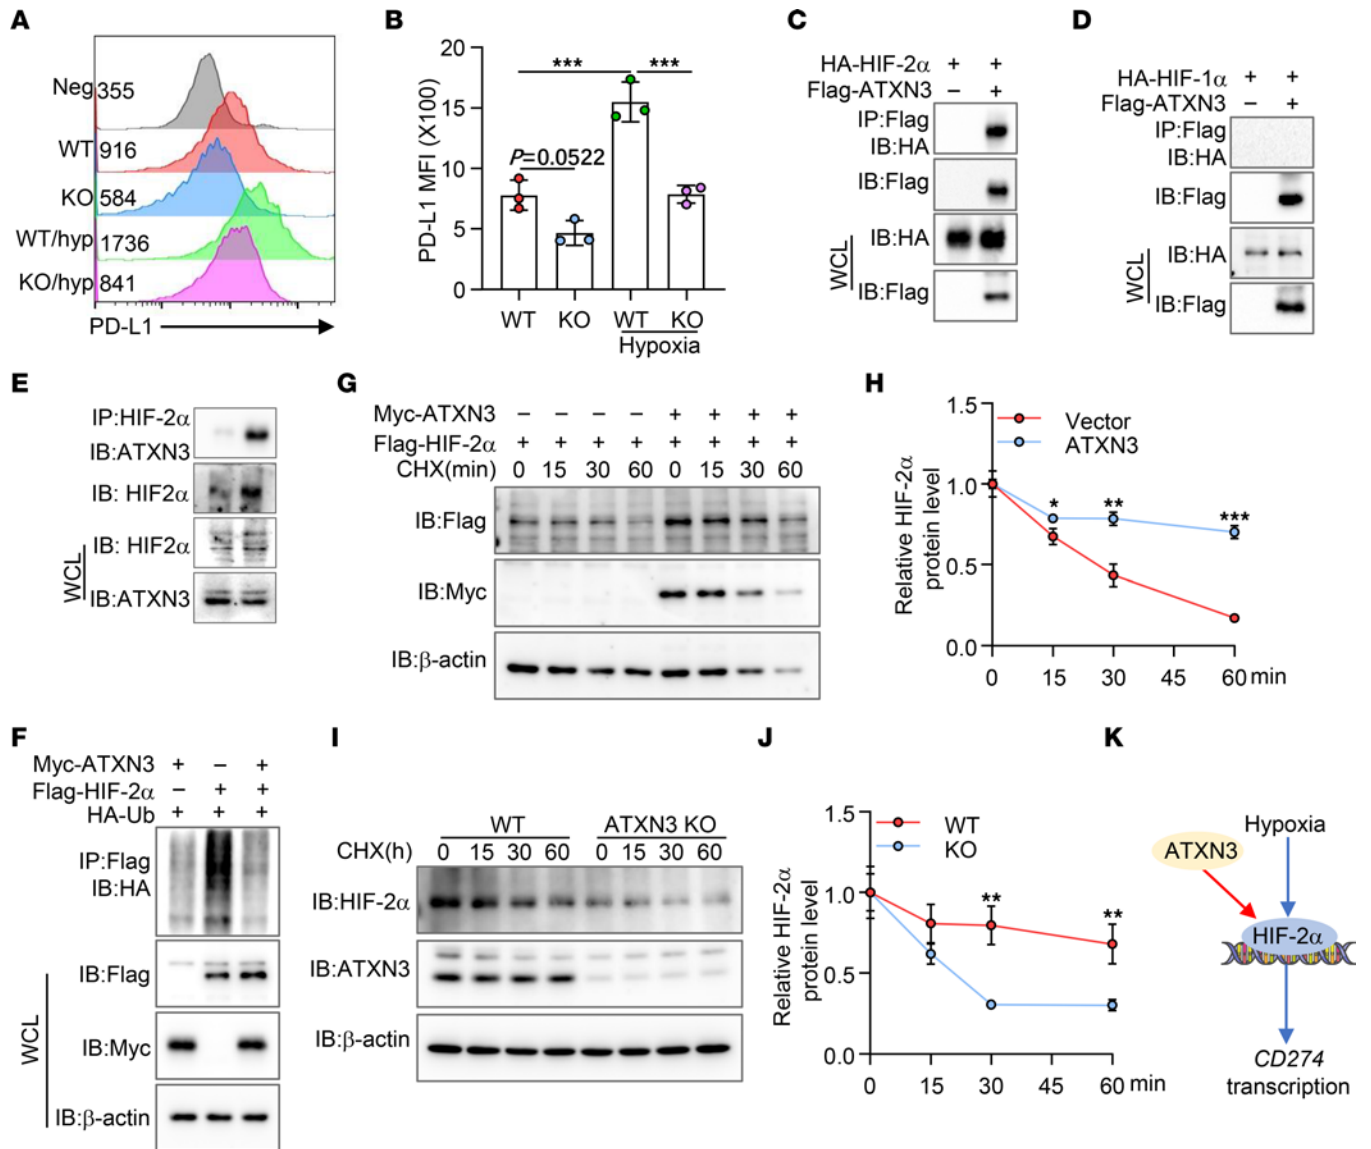 A
Neg 355
WT 916
KO 584
WT/hyp 1736
KO/hyp 841
PD-L1
B
PD-L1 MFI (X100)
20
15
10
5
0
***
***
P=0.0522
WT KO WT KO
Hypoxia
C
HA-HIF-2α + +
Flag-ATXN3 − +
IP:Flag
IB:HA
IB:Flag
IB:HA
IB:Flag
WCL
D
HA-HIF-1α + +
Flag-ATXN3 − +
IP:Flag
IB:HA
IB:Flag
IB:HA
IB:Flag
WCL
E
IP:HIF-2α
IB:ATXN3
IB: HIF2α
IB: HIF2α
IB:ATXN3
WCL
G
Myc-ATXN3 − − − − + + + +
Flag-HIF-2α + + + + + + + +
CHX(min) 0 15 30 60 0 15 30 60
IB:Flag
IB:Myc
IB:β-actin
H
Relative HIF-2α
protein level
1.5
1.0
0.5
0.0
Vector
ATXN3
* ** ***
0 15 30 45 60 min
F
Myc-ATXN3 + − +
Flag-HIF-2α − + +
HA-Ub + + +
IP:Flag
IB:HA
IB:Flag
IB:Myc
IB:β-actin
WCL
I
WT ATXN3 KO
CHX(h) 0 15 30 60 0 15 30 60
IB:HIF-2α
IB:ATXN3
IB:β-actin
J
Relative HIF-2α
protein level
1.5
1.0
0.5
0.0
WT
KO
** **
0 15 30 45 60 min
K
Hypoxia
ATXN3
HIF-2α
CD274
transcription